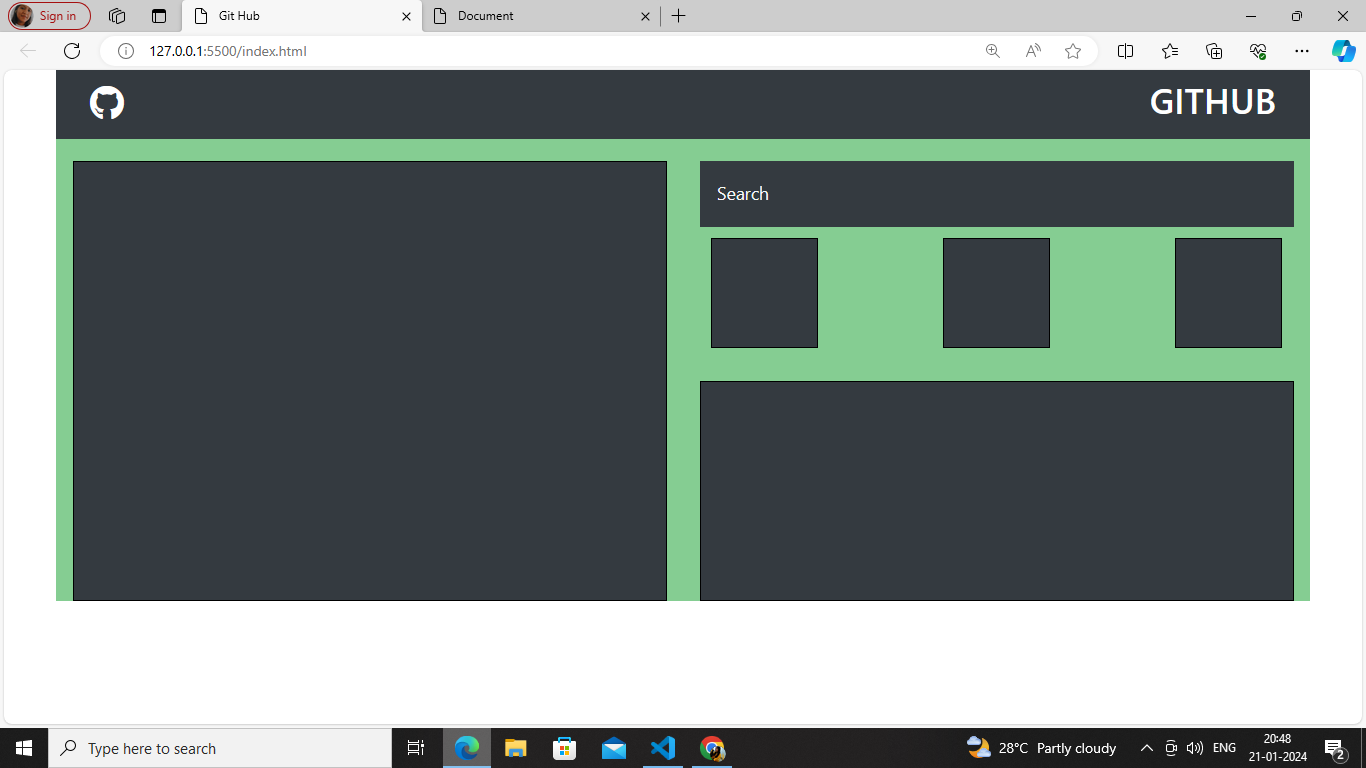 Sign in
Git Hub
Document
127.0.0.1:5500/index.html
GITHUB
Search
Type here to search
28°C Partly cloudy
ENG
20:48
21-01-2024
2